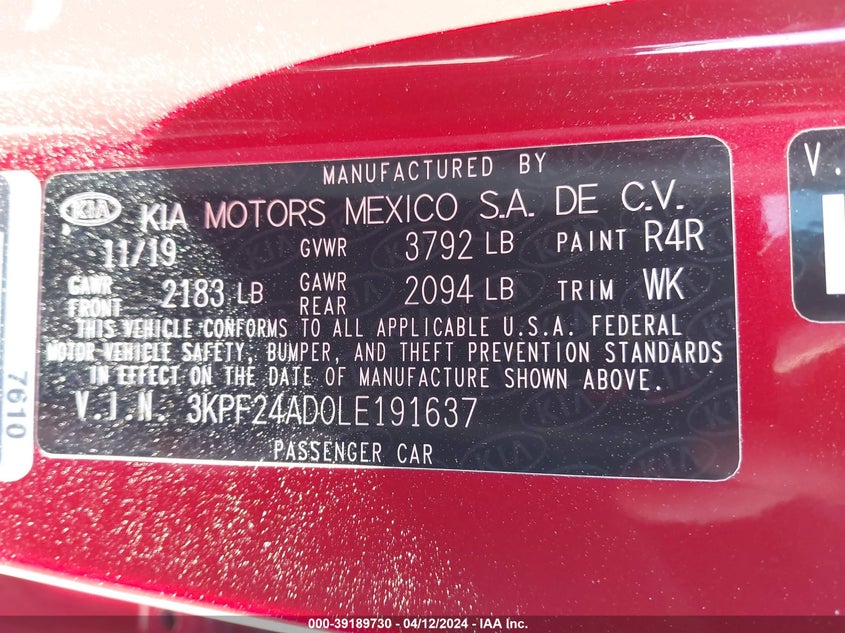 MANUFACTURED BY
KIA KIA MOTORS MEXICO S.A. DE C.V.
11/19 GVWR 3792 LB PAINT R4R
GAWR FRONT 2183 LB GAWR REAR 2094 LB TRIM WK
THIS VEHICLE CONFORMS TO ALL APPLICABLE U.S.A. FEDERAL
MOTOR VEHICLE SAFETY, BUMPER, AND THEFT PREVENTION STANDARDS
IN EFFECT ON THE DATE OF MANUFACTURE SHOWN ABOVE.
V.I.N. 3KPF24AD0LE191637
PASSENGER CAR
7610
V.
000-39189730 - 04/12/2024 - IAA Inc.